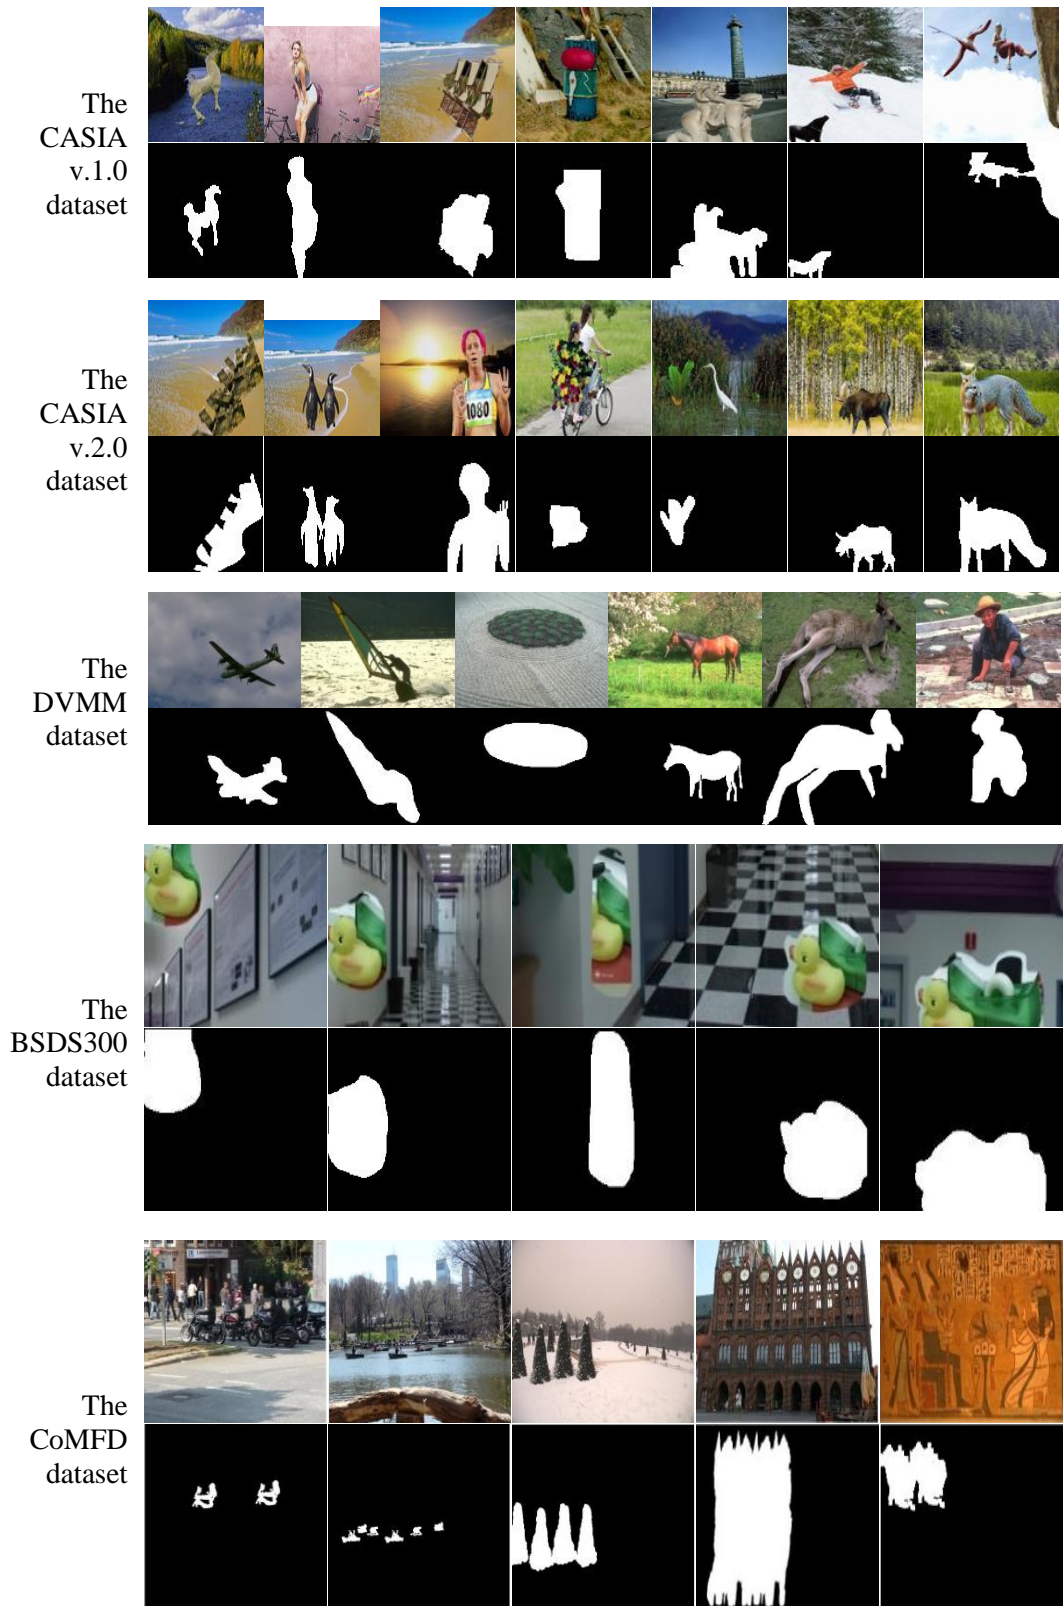 The
CASIA
v.1.0
dataset
The
CASIA
v.2.0
dataset
1080
The
DVMM
dataset
The
BSDS300
dataset
The
CoMFD
dataset